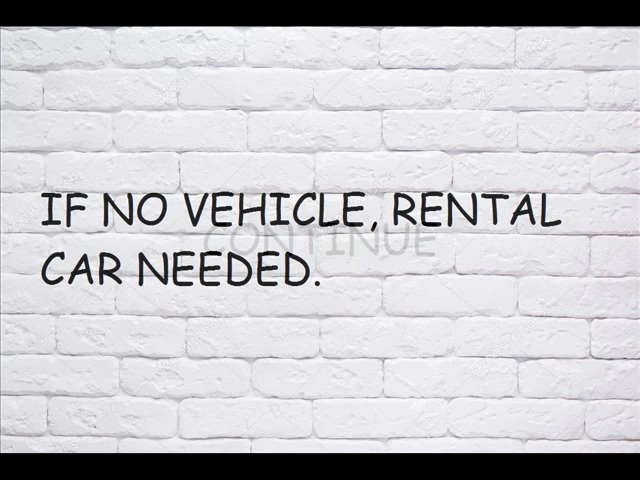 IF NO VEHICLE, RENTAL
CONTINUE
CAR NEEDED.